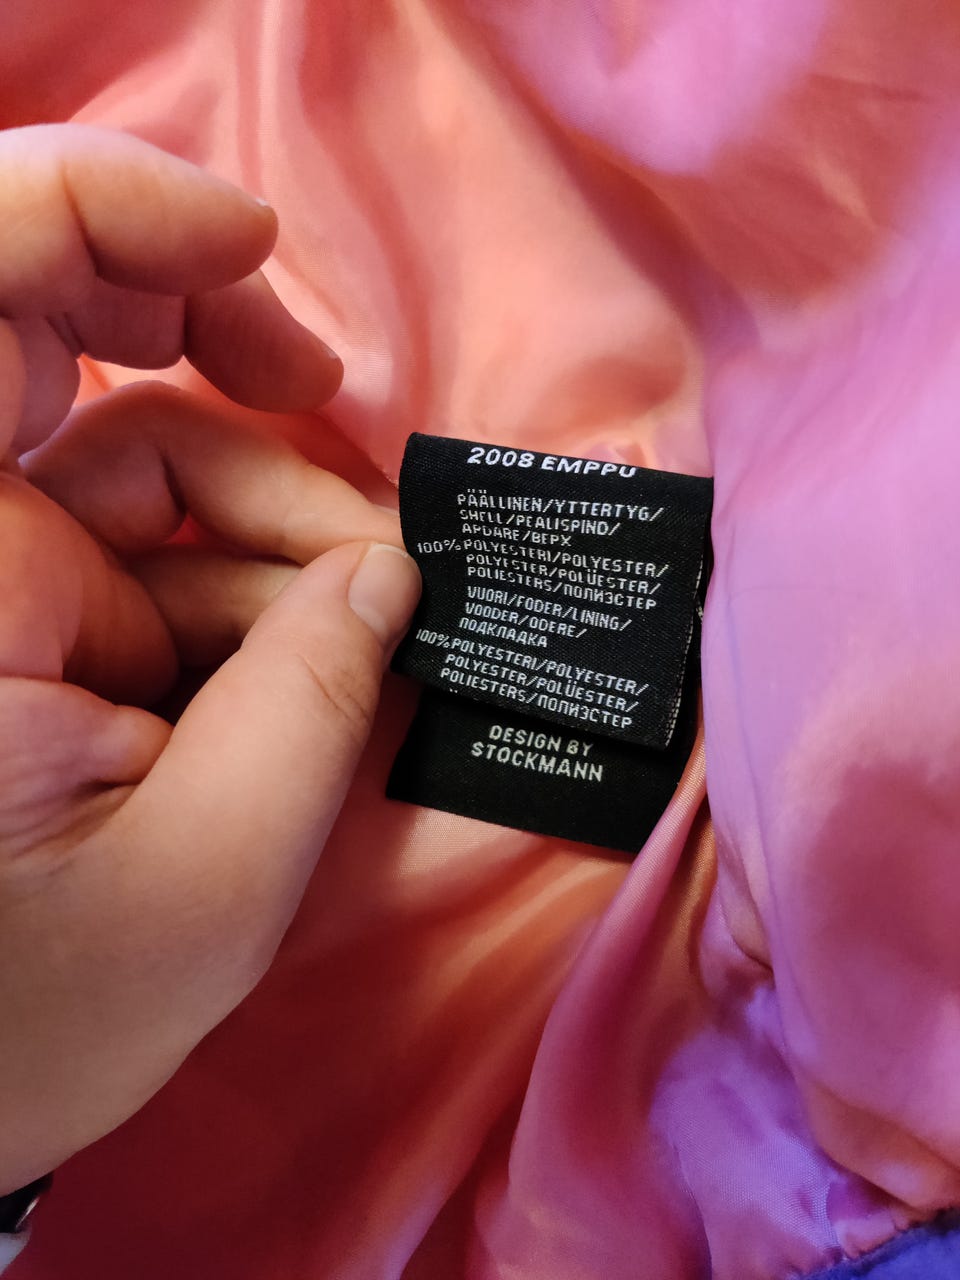 2008 EMPPU
PÄÄLLINEN/YTTERTYG/
SHELL/PEALISPIND/
APDARE/ВЕРХ
100%POLYESTERI/POLYESTER/
POLYESTER/POLÜESTER/
POLIESTERS/ПОЛИЭСТЕР
VUORI/FODER/LINING/
VOODER/ODERE/
ПОДКЛАДКА
100%POLYESTERI/POLYESTER/
POLYESTER/POLÜESTER/
POLIESTERS/ПОЛИЭСТЕР
DESIGN BY
STOCKMANN